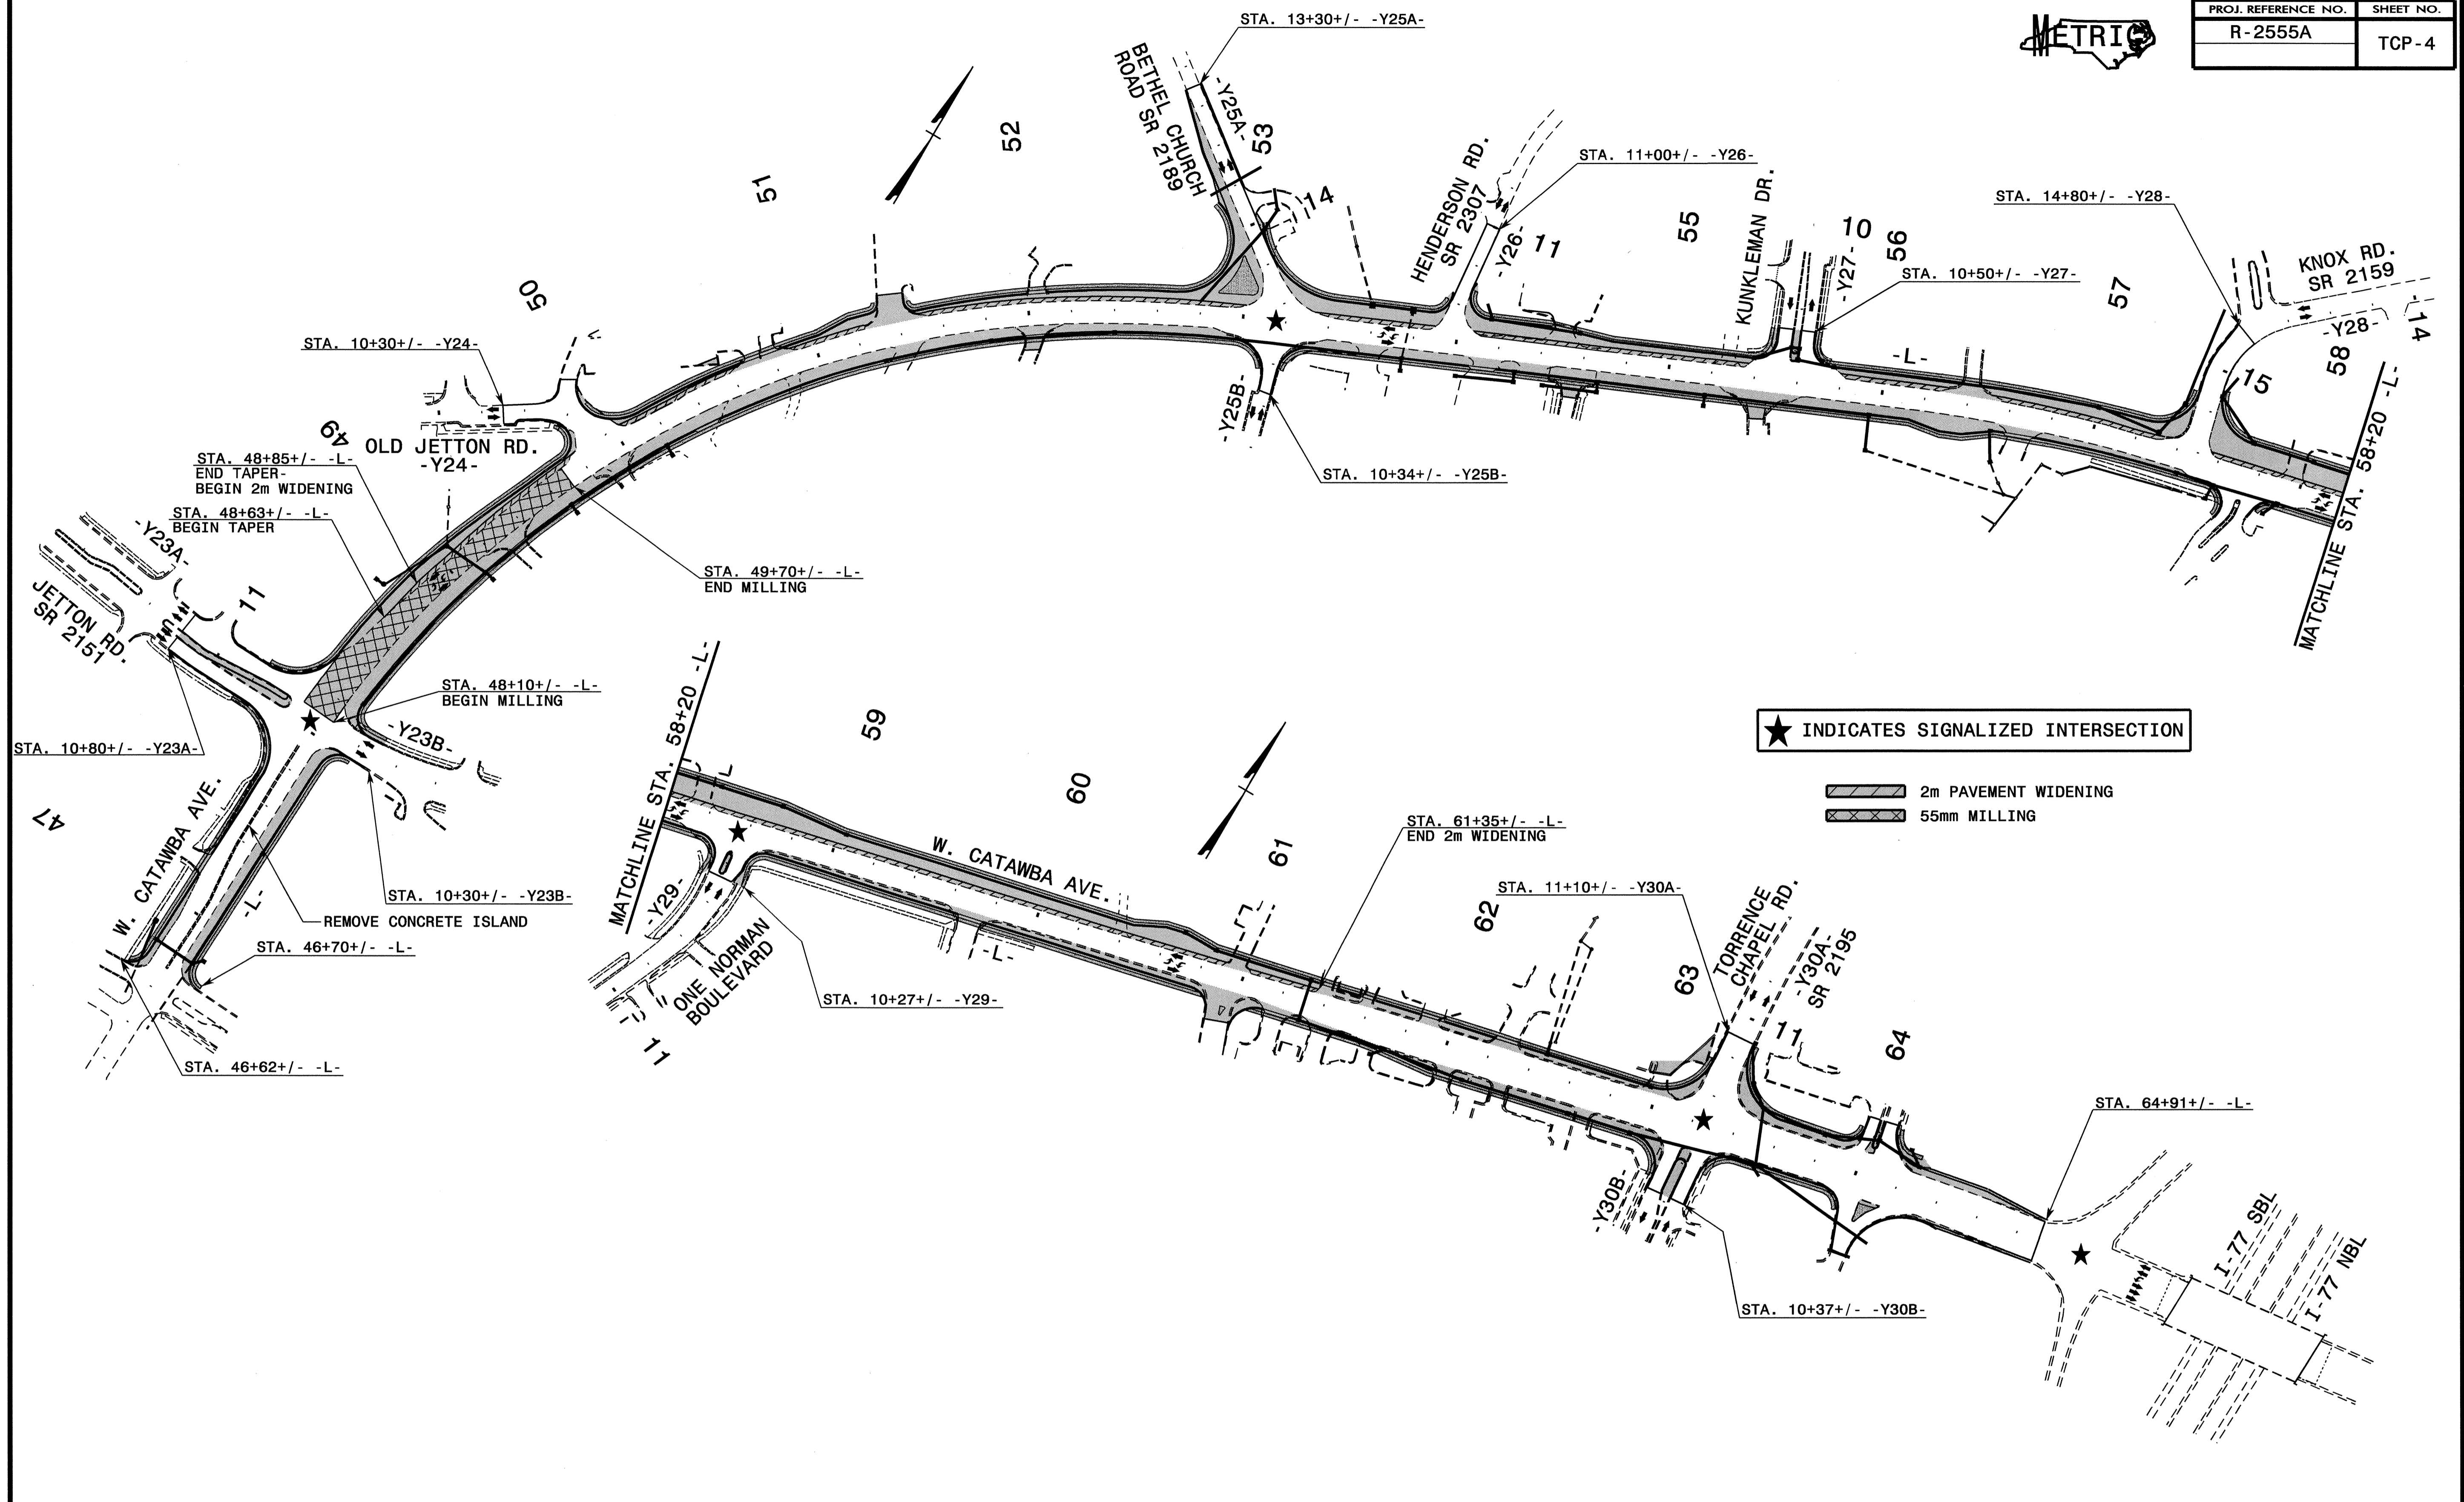 METRIC
PROJ. REFERENCE NO.
SHEET NO.
R-2555A
TCP-4
STA. 13+30+/- -Y25A-
BETHEL CHURCH
ROAD SR 2189
-Y25A-
53
52
51
50
49
14
HENDERSON RD.
SR 2307
-Y26-
11
STA. 11+00+/- -Y26-
55
KUNKLEMAN DR.
10
-Y27-
56
STA. 10+50+/- -Y27-
STA. 14+80+/- -Y28-
57
KNOX RD.
SR 2159
-Y28-
14
58
15
-L-
MATCHLINE STA. 58+20 -L-
STA. 10+30+/- -Y24-
OLD JETTON RD.
-Y24-
STA. 48+85+/- -L-
END TAPER-
BEGIN 2m WIDENING
STA. 48+63+/- -L-
BEGIN TAPER
-Y25B-
STA. 10+34+/- -Y25B-
STA. 49+70+/- -L-
END MILLING
-Y23A-
11
JETTON RD.
SR 2151
STA. 48+10+/- -L-
BEGIN MILLING
-Y23B-
STA. 10+80+/- -Y23A-
W. CATAWBA AVE.
47
-L-
STA. 10+30+/- -Y23B-
REMOVE CONCRETE ISLAND
STA. 46+70+/- -L-
STA. 46+62+/- -L-
MATCHLINE STA. 58+20 -L-
59
60
61
62
63
64
W. CATAWBA AVE.
-L-
-Y29-
ONE NORMAN
BOULEVARD
11
STA. 10+27+/- -Y29-
STA. 61+35+/- -L-
END 2m WIDENING
STA. 11+10+/- -Y30A-
TORRENCE
CHAPEL RD.
-Y30A-
SR 2195
11
STA. 64+91+/- -L-
-Y30B-
STA. 10+37+/- -Y30B-
I-77 SBL
I-77 NBL
INDICATES SIGNALIZED INTERSECTION
2m PAVEMENT WIDENING
55mm MILLING